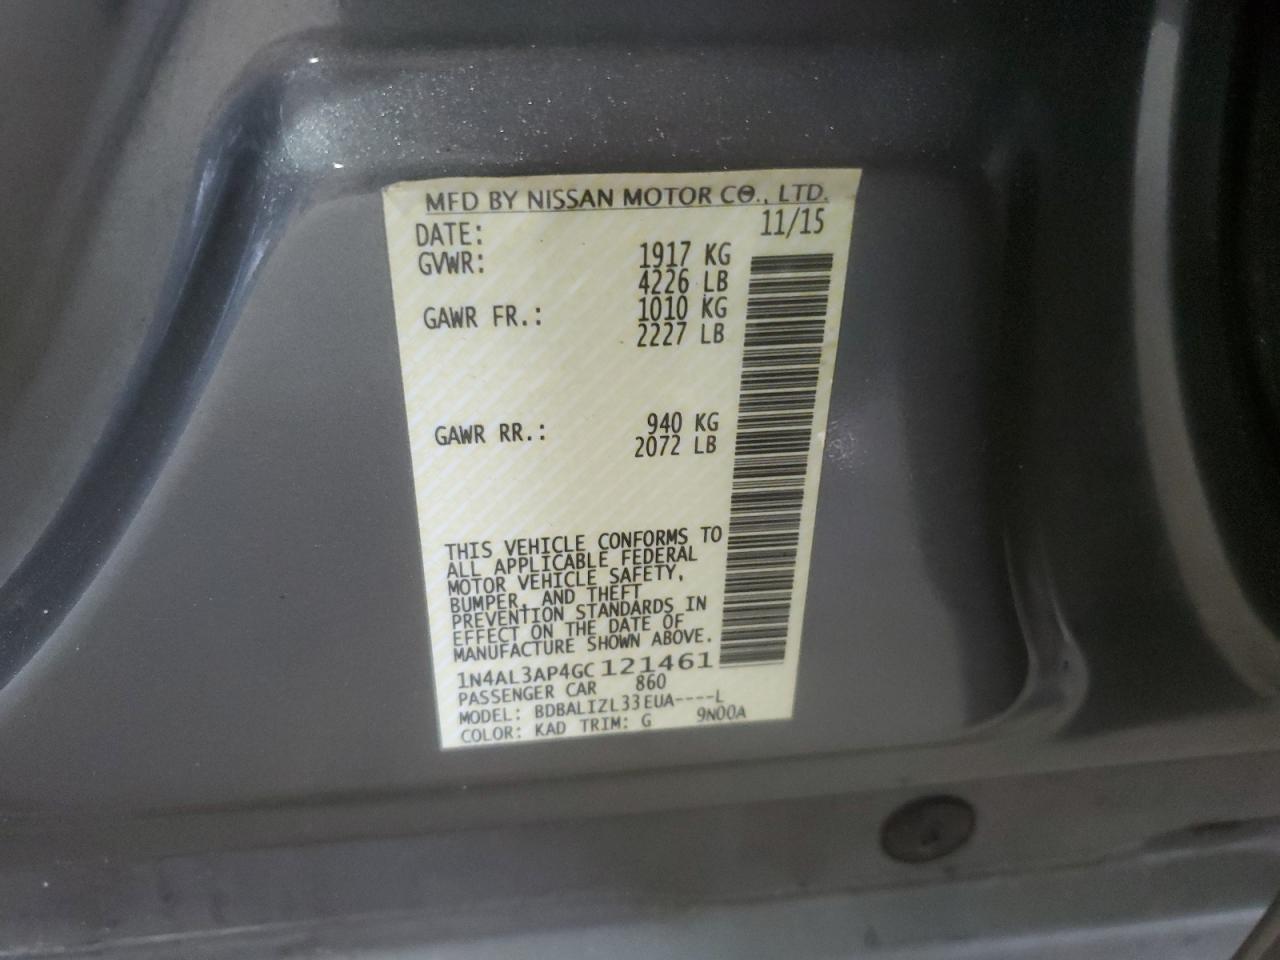 MFD BY NISSAN MOTOR CO., LTD.
DATE: 11/15
GVWR: 1917 KG
4226 LB
GAWR FR.: 1010 KG
2227 LB
GAWR RR.: 940 KG
2072 LB
THIS VEHICLE CONFORMS TO
ALL APPLICABLE FEDERAL
MOTOR VEHICLE SAFETY,
BUMPER, AND THEFT
PREVENTION STANDARDS IN
EFFECT ON THE DATE OF
MANUFACTURE SHOWN ABOVE.
1N4AL3AP4GC121461
PASSENGER CAR 860
MODEL: BDBALIZL33EUA----L
COLOR: KAD TRIM: G 9N00A